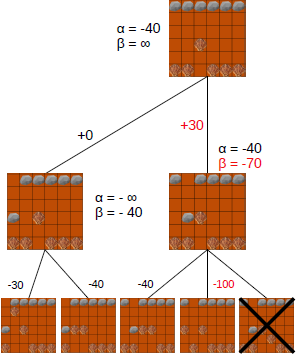 α = -40
β = ∞
+0
+30
α = -40
β = -70
α = - ∞
β = - 40
-30
-40
-40
-100